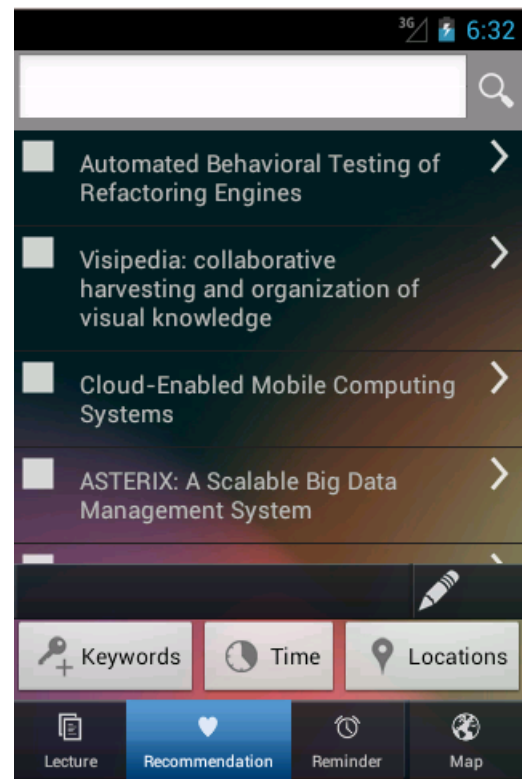 3G 6:32
Automated Behavioral Testing of
Refactoring Engines
Visipedia: collaborative
harvesting and organization of
visual knowledge
Cloud-Enabled Mobile Computing
Systems
ASTERIX: A Scalable Big Data
Management System
Keywords Time Locations
Lecture Recommendation Reminder Map